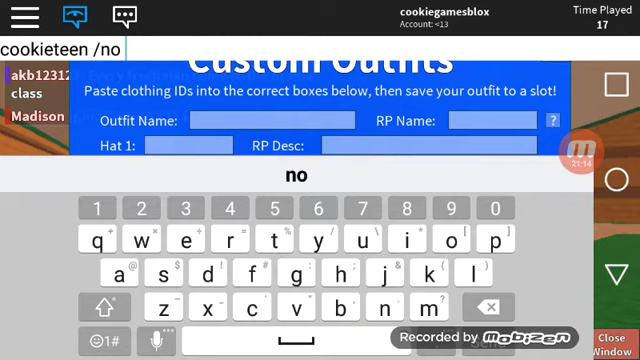 cookiegamesblox
Account: <13
Time Played
17
cookieteen /no
akb12312
class
Madison
Custom Outfits
Paste clothing IDs into the correct boxes below, then save your outfit to a slot!
Outfit Name:
RP Name:
?
Hat 1:
RP Desc:
21:14
no
1 2 3 4 5 6 7 8 9 0
q + w × e ÷ r = t % y / u \ i < o [ p ]
a @ s $ d ! f # g : h ; j & k ( l )
z - x c " v ' b , n . m ?
☺1#
Recorded by MOBIZEN
Close
Window